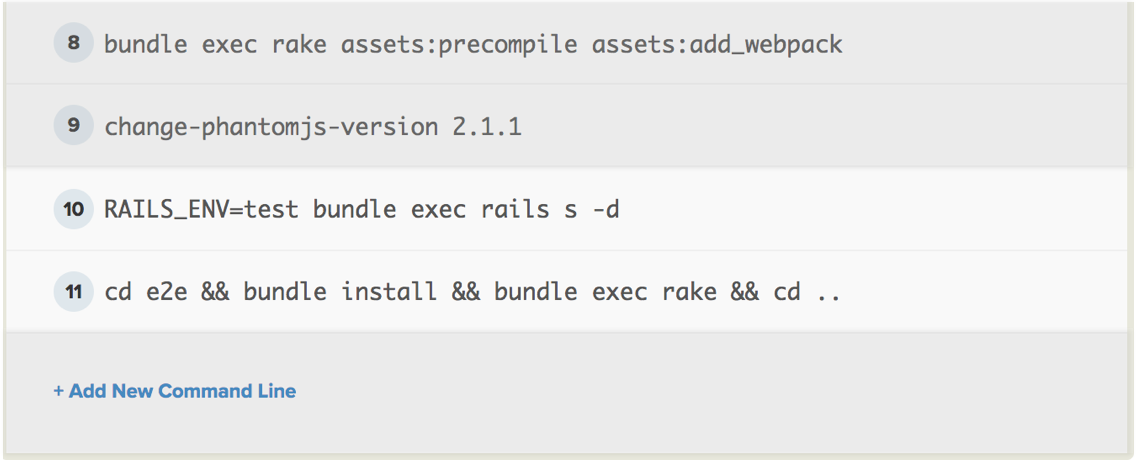 8 bundle exec rake assets:precompile assets:add_webpack
9 change-phantomjs-version 2.1.1
10 RAILS_ENV=test bundle exec rails s -d
11 cd e2e && bundle install && bundle exec rake && cd ..
+ Add New Command Line